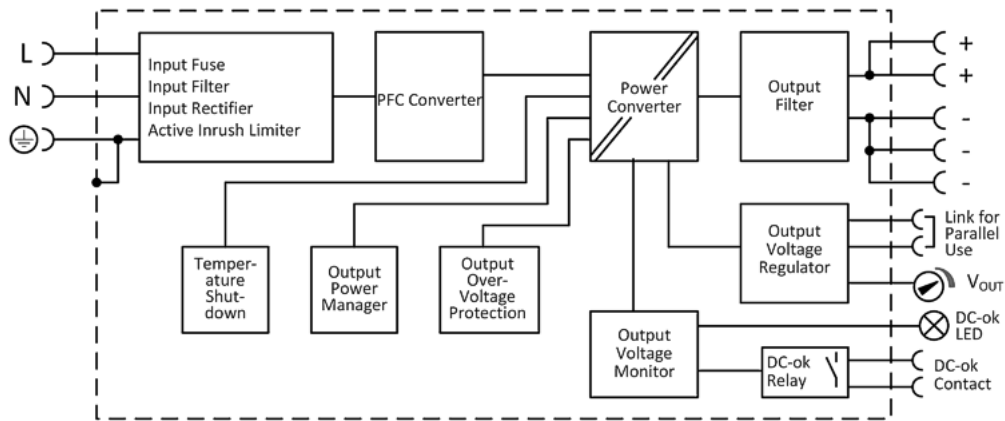 L
N
Input Fuse
Input Filter
Input Rectifier
Active Inrush Limiter
PFC Converter
Power
Converter
Output
Filter
+
+
-
-
-
Temper-
ature
Shut-
down
Output
Power
Manager
Output
Over-
Voltage
Protection
Output
Voltage
Regulator
Link for
Parallel
Use
VOUT
Output
Voltage
Monitor
DC-ok
LED
DC-ok
Relay
DC-ok
Contact